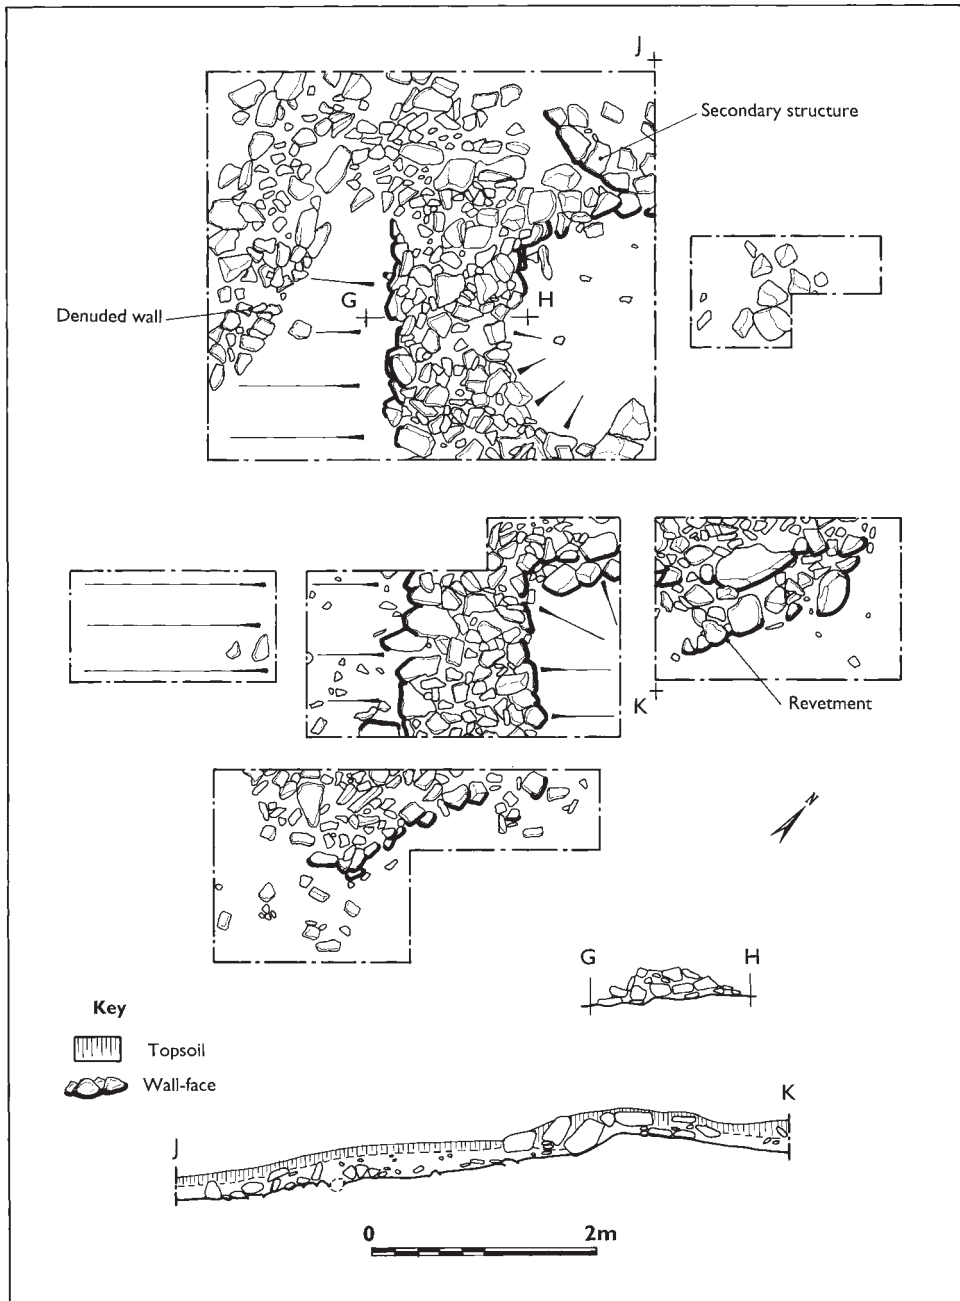 J
Secondary structure
G
H
Denuded wall
K
Revetment
N
G
H
Key
Topsoil
Wall-face
K
J
0
2m